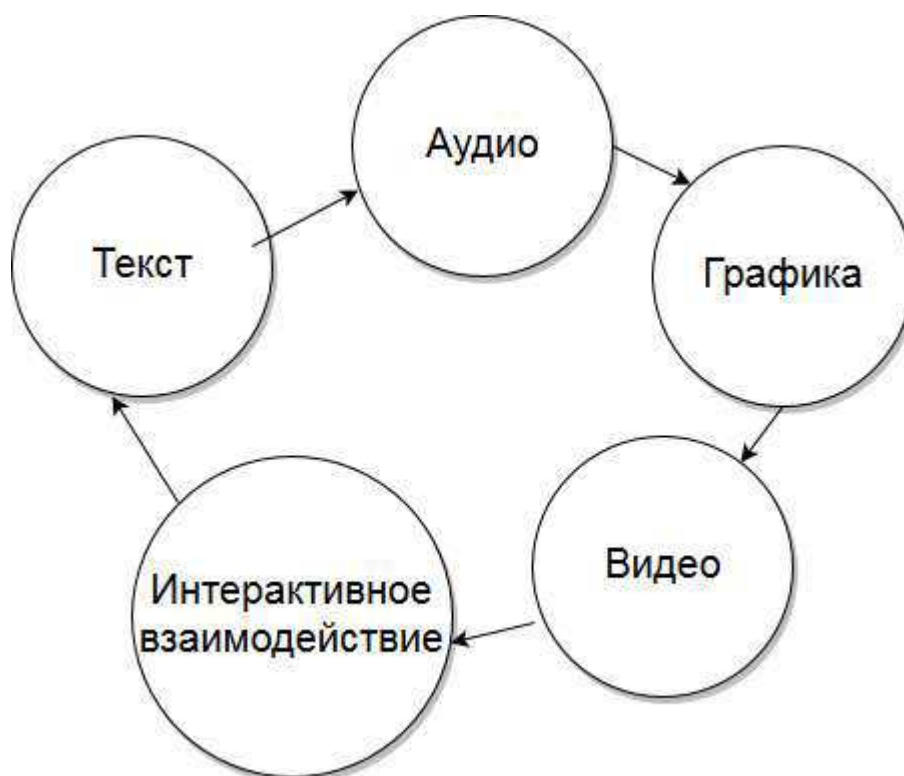 Аудио
Текст
Графика
Видео
Интерактивное
взаимодействие